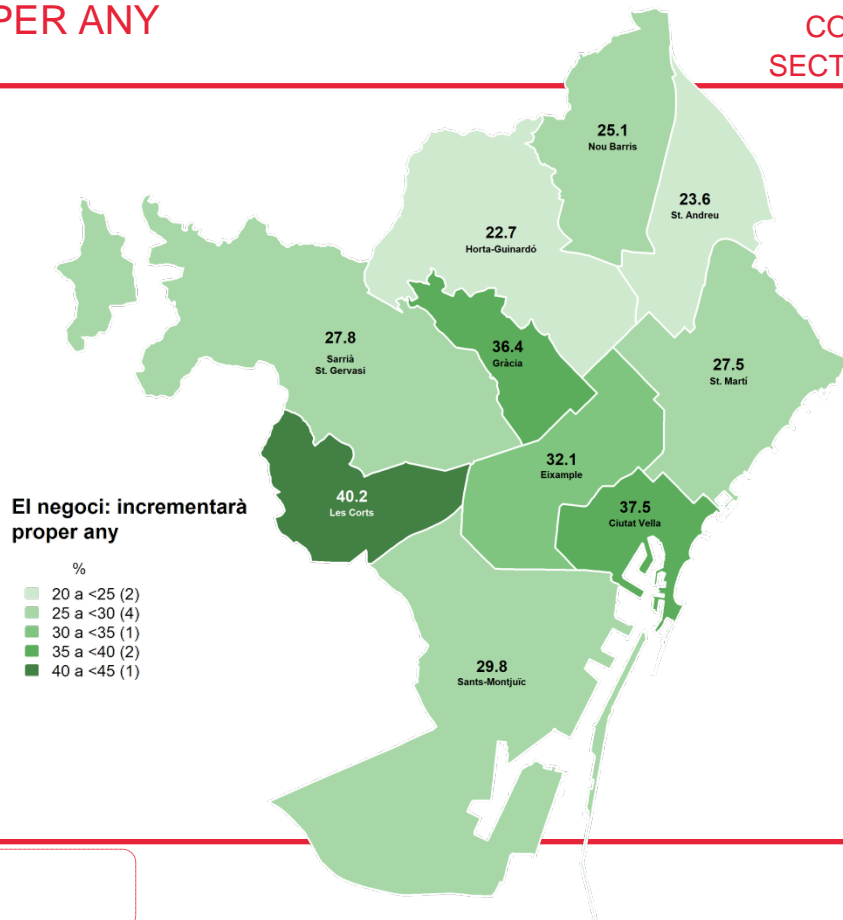 PER ANY
CO
SECT
25.1
Nou Barris
23.6
St. Andreu
22.7
Horta-Guinardó
27.8
Sarrià
St. Gervasi
36.4
Gràcia
27.5
St. Martí
32.1
Eixample
40.2
Les Corts
37.5
Ciutat Vella
El negoci: incrementarà
proper any
%
20 a <25 (2)
25 a <30 (4)
30 a <35 (1)
35 a <40 (2)
40 a <45 (1)
29.8
Sants-Montjuïc